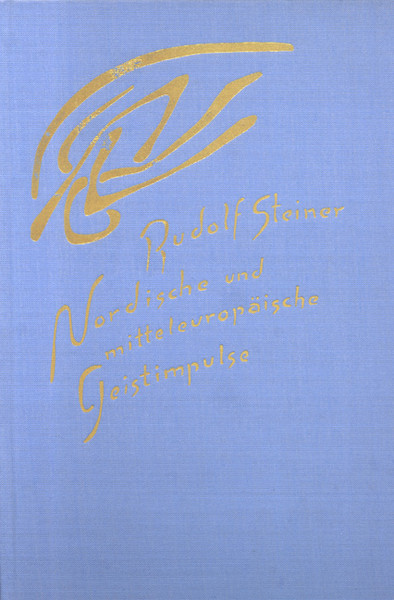 Rudolf Steiner
Nordische und
mitteleuropäische
Geistimpulse